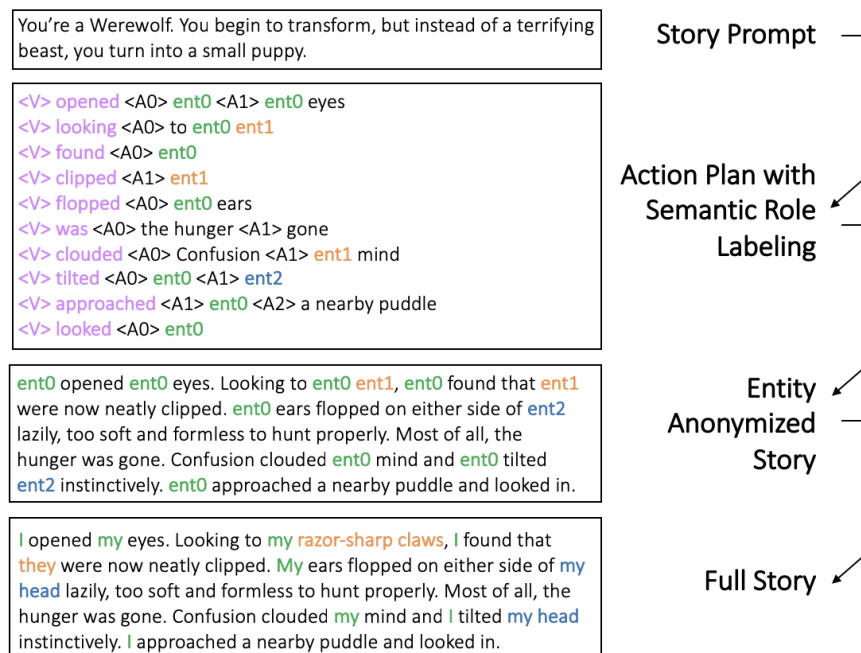 You're a Werewolf. You begin to transform, but instead of a terrifying
beast, you turn into a small puppy.
Story Prompt
<V> opened <A0> ent0 <A1> ent0 eyes
<V> looking <A0> to ent0 ent1
<V> found <A0> ent0
<V> clipped <A1> ent1
<V> flopped <A0> ent0 ears
<V> was <A0> the hunger <A1> gone
<V> clouded <A0> Confusion <A1> ent1 mind
<V> tilted <A0> ent0 <A1> ent2
<V> approached <A1> ent0 <A2> a nearby puddle
<V> looked <A0> ent0
Action Plan with
Semantic Role
Labeling
ent0 opened ent0 eyes. Looking to ent0 ent1, ent0 found that ent1
were now neatly clipped. ent0 ears flopped on either side of ent2
lazily, too soft and formless to hunt properly. Most of all, the
hunger was gone. Confusion clouded ent0 mind and ent0 tilted
ent2 instinctively. ent0 approached a nearby puddle and looked in.
Entity
Anonymized
Story
I opened my eyes. Looking to my razor-sharp claws, I found that
they were now neatly clipped. My ears flopped on either side of my
head lazily, too soft and formless to hunt properly. Most of all, the
hunger was gone. Confusion clouded my mind and I tilted my head
instinctively. I approached a nearby puddle and looked in.
Full Story